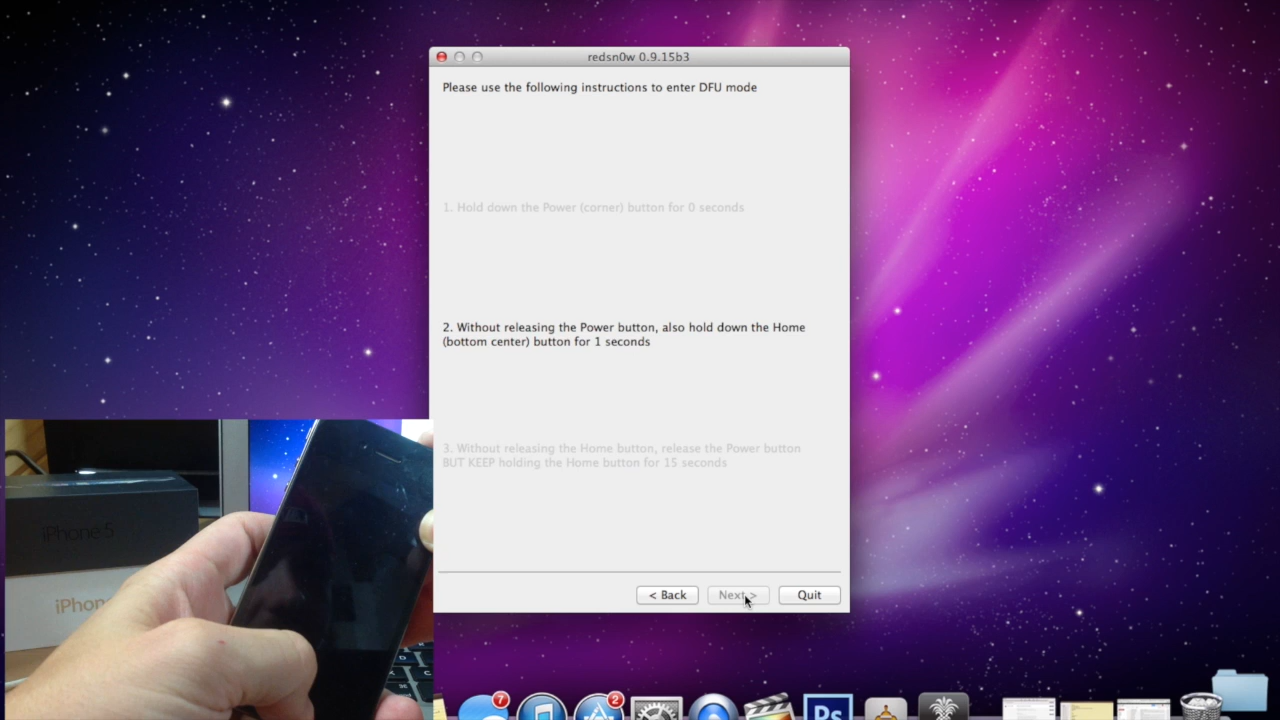 redsn0w 0.9.15b3
Please use the following instructions to enter DFU mode
1. Hold down the Power (corner) button for 0 seconds
2. Without releasing the Power button, also hold down the Home
(bottom center) button for 1 seconds
3. Without releasing the Home button, release the Power button
BUT KEEP holding the Home button for 15 seconds
< Back
Next >
Quit
iPhone 5
7
2
Ps